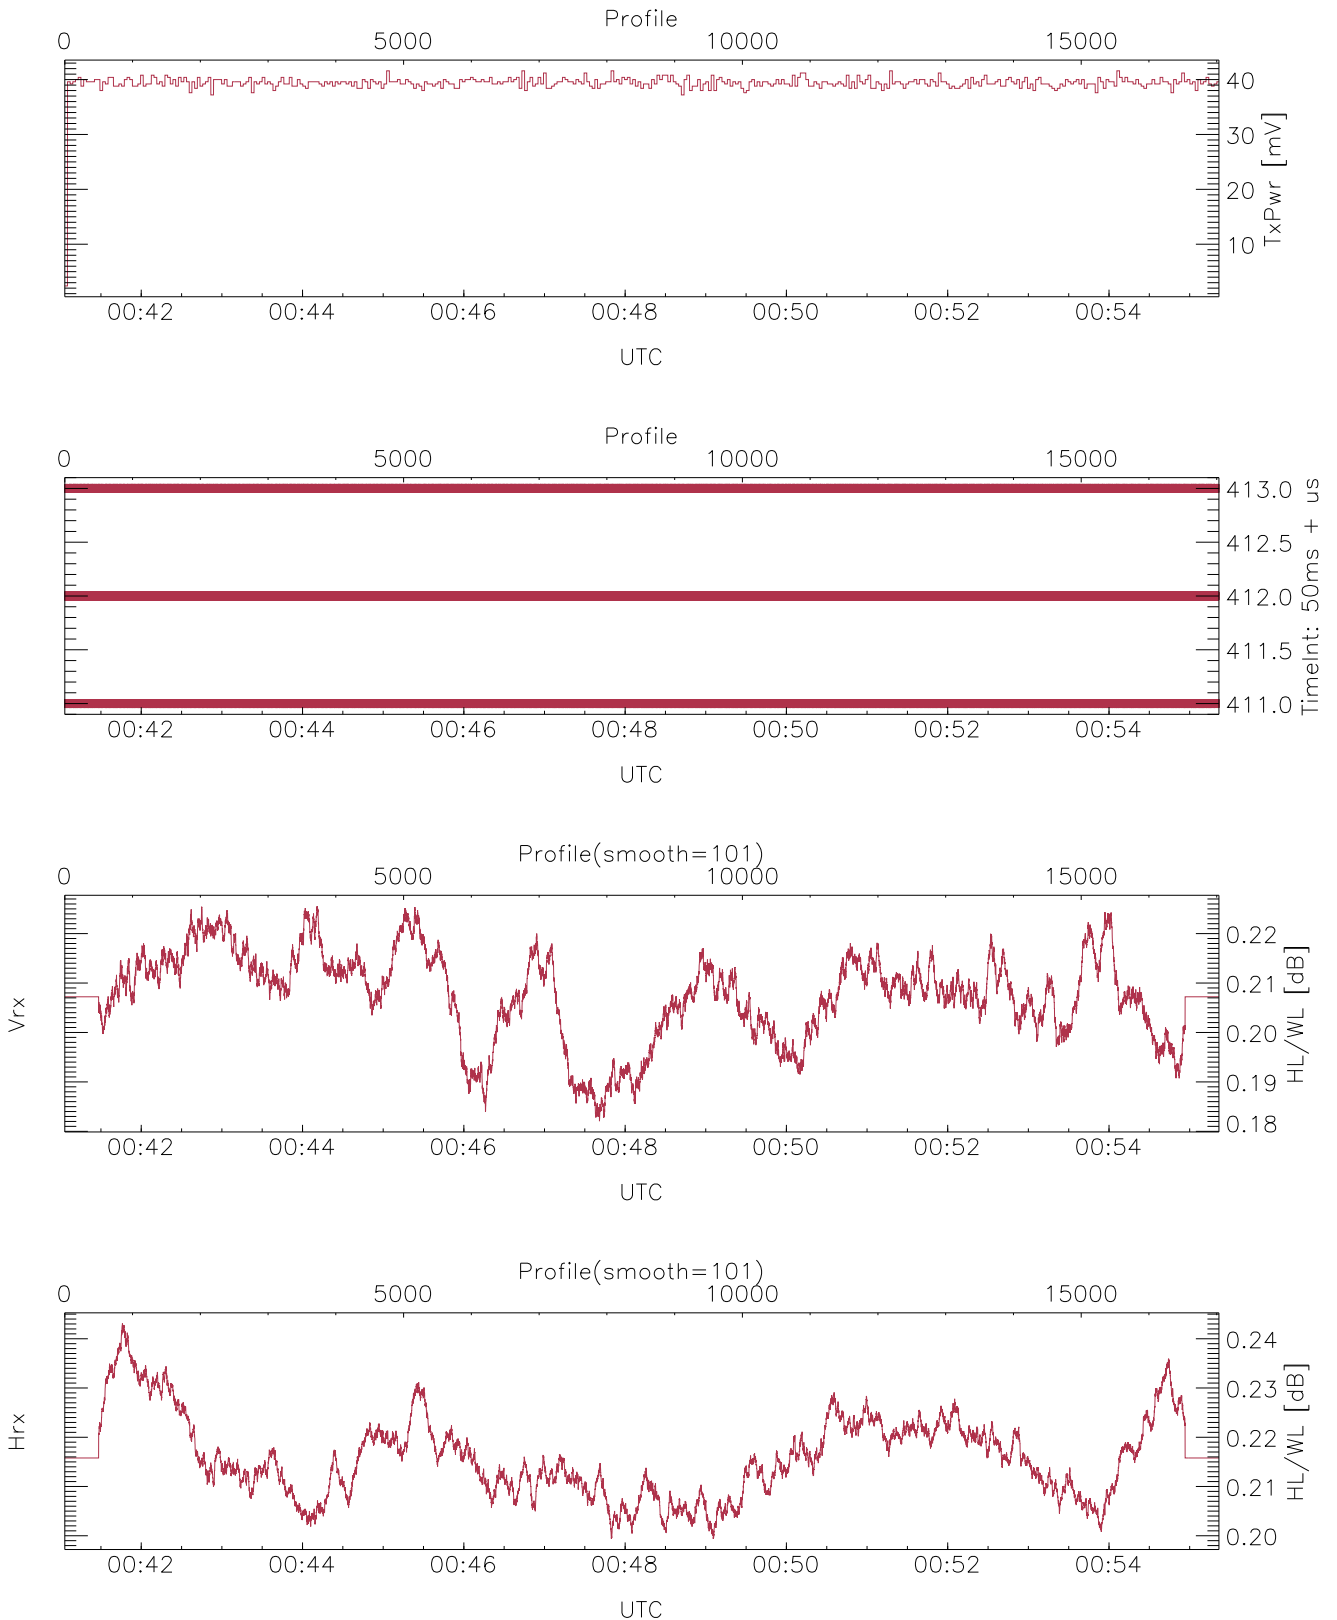 Profile
0 5000 10000 15000
40
30
20
10
TxPwr [mV]
00:42 00:44 00:46 00:48 00:50 00:52 00:54
UTC
Profile
0 5000 10000 15000
413.0
412.5
412.0
411.5
411.0
TimeInt: 50ms + us
00:42 00:44 00:46 00:48 00:50 00:52 00:54
UTC
Profile(smooth=101)
0 5000 10000 15000
Vrx
0.22
0.21
0.20
0.19
0.18
HL/WL [dB]
00:42 00:44 00:46 00:48 00:50 00:52 00:54
UTC
Profile(smooth=101)
0 5000 10000 15000
Hrx
0.24
0.23
0.22
0.21
0.20
HL/WL [dB]
00:42 00:44 00:46 00:48 00:50 00:52 00:54
UTC